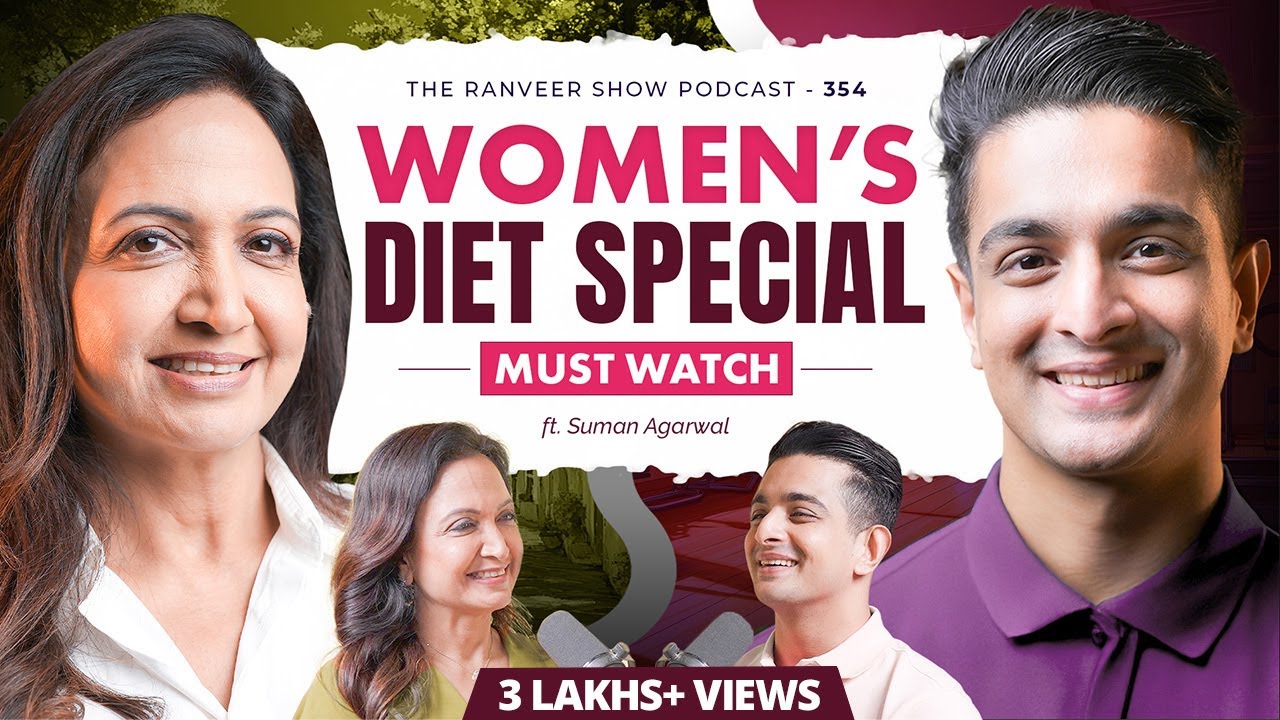 THE RANVEER SHOW PODCAST - 354
WOMEN'S
DIET SPECIAL
MUST WATCH
ft. Suman Agarwal
3 LAKHS+ VIEWS